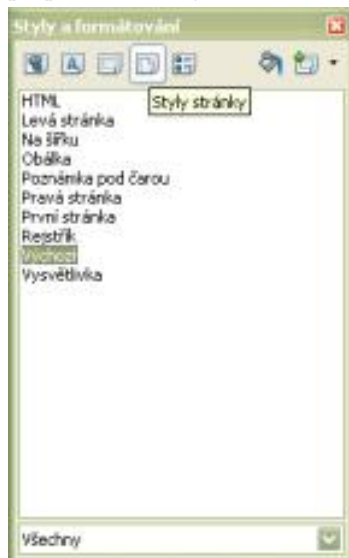 Styly a formátování
Styly stránky
HTML
Levá stránka
Na šířku
Obálka
Poznámka pod čarou
Pravá stránka
První stránka
Rejstřík
Výchozí
Vysvětlivka
Všechny